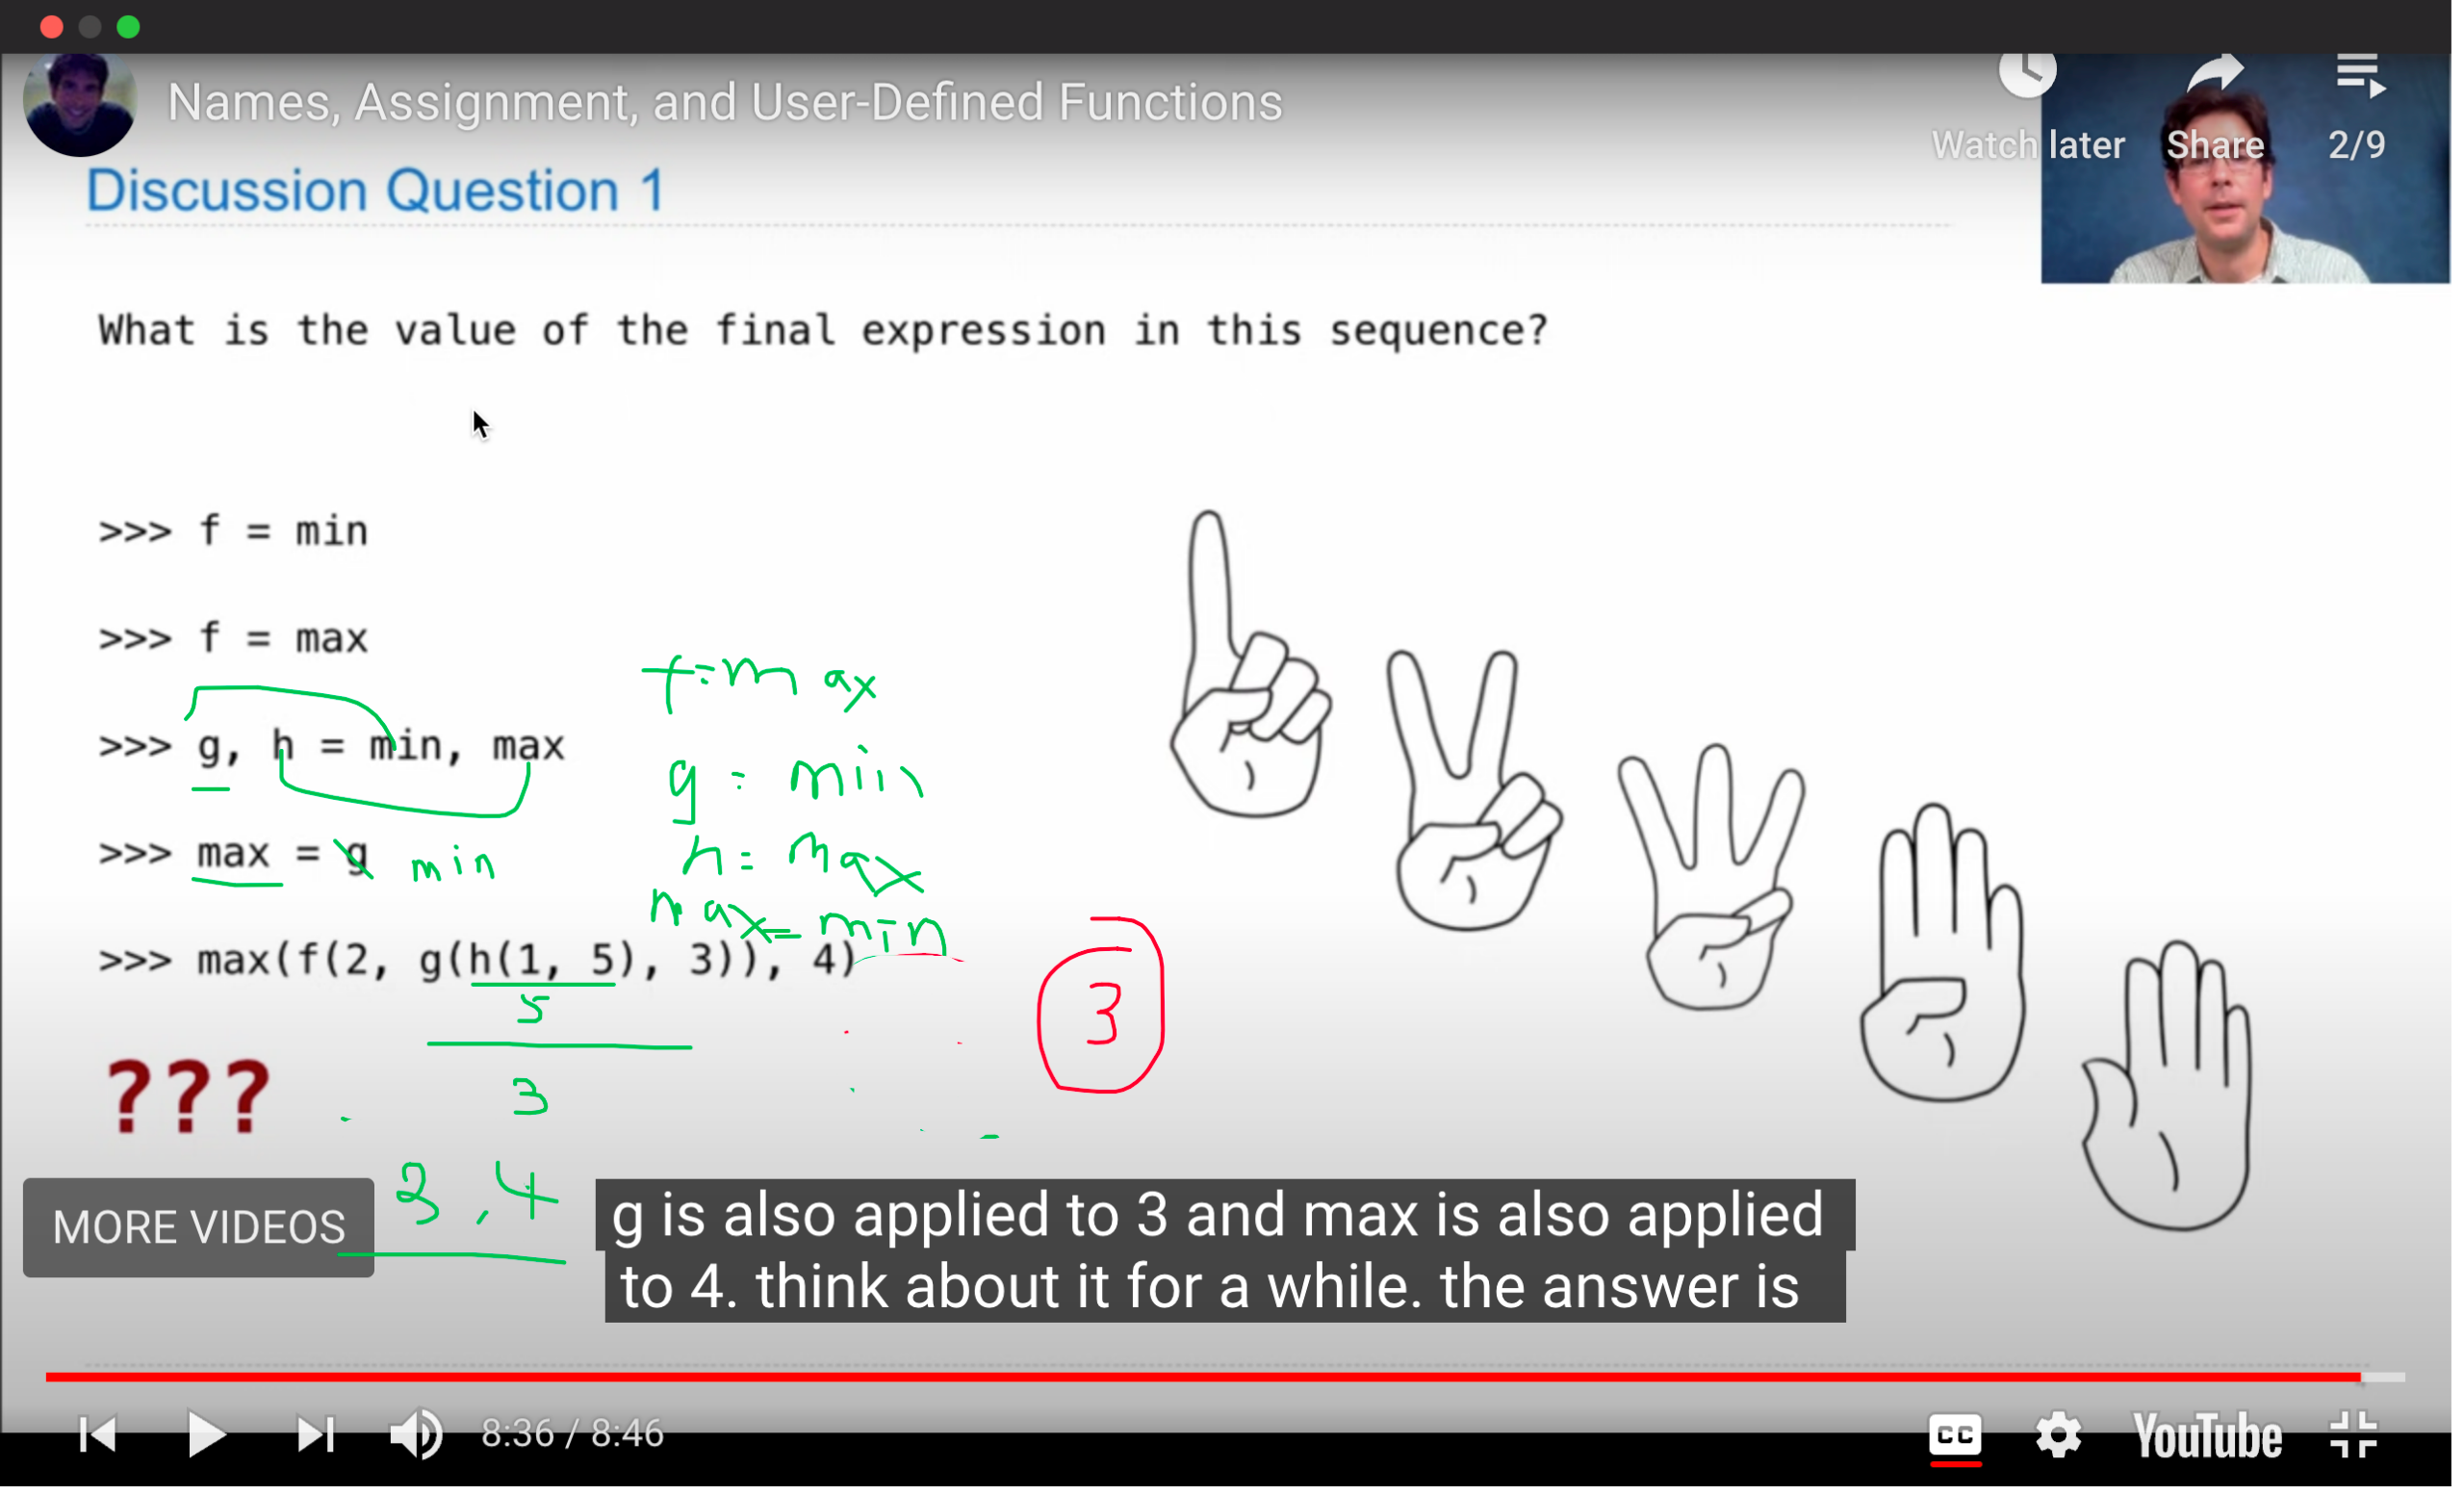 Names, Assignment, and User-Defined Functions
Watch later Share 2/9
Discussion Question 1
What is the value of the final expression in this sequence?
>>> f = min
>>> f = max
f = max
>>> g, h = min, max
g = min
>>> max = g min
h = max
max = min
>>> max(f(2, g(h(1, 5), 3)), 4)
5
3
3
???
3, 4
MORE VIDEOS
g is also applied to 3 and max is also applied
to 4. think about it for a while. the answer is
8:36 / 8:46
CC YouTube